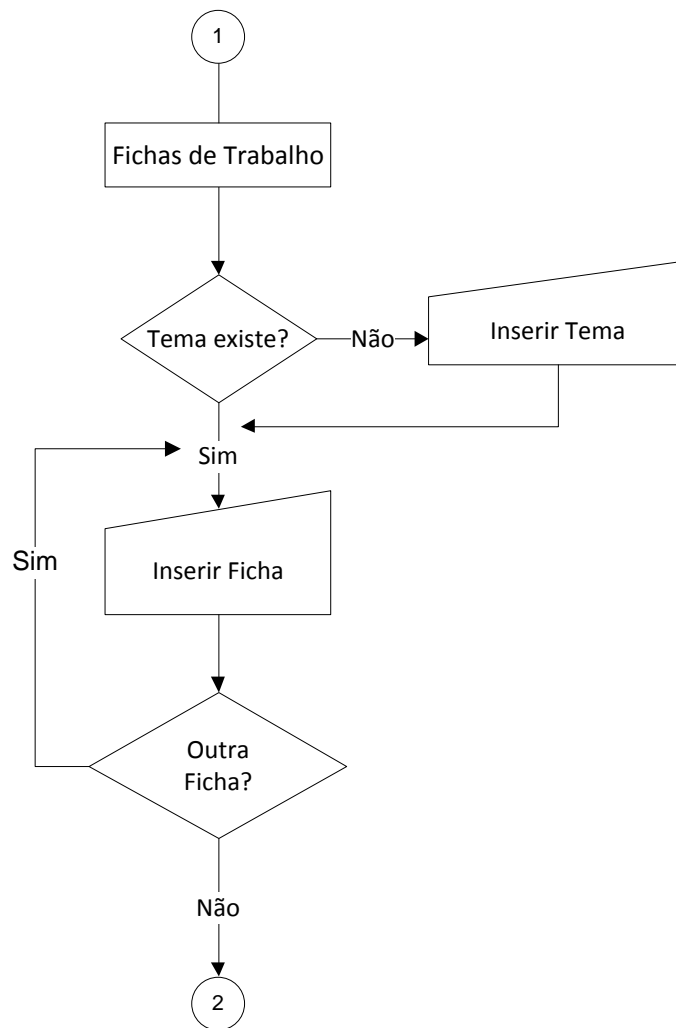 1
Fichas de Trabalho
Tema existe?
Não
Inserir Tema
Sim
Inserir Ficha
Sim
Outra
Ficha?
Não
2